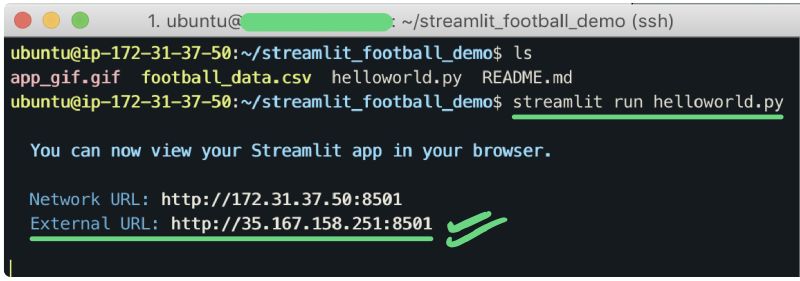 1. ubuntu@ : ~/streamlit_football_demo (ssh)
ubuntu@ip-172-31-37-50:~/streamlit_football_demo$ ls
app_gif.gif football_data.csv helloworld.py README.md
ubuntu@ip-172-31-37-50:~/streamlit_football_demo$ streamlit run helloworld.py
You can now view your Streamlit app in your browser.
Network URL: http://172.31.37.50:8501
External URL: http://35.167.158.251:8501